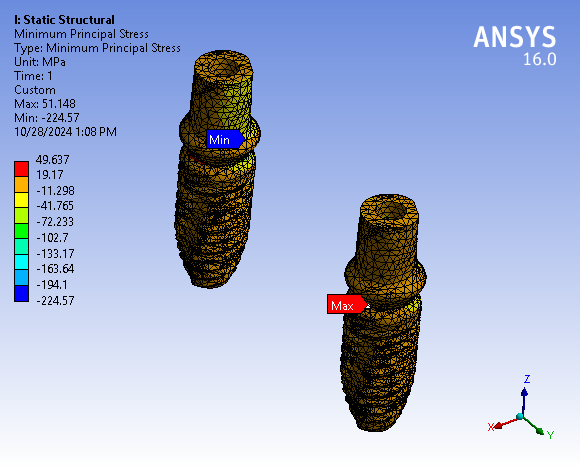 I: Static Structural
Minimum Principal Stress
Type: Minimum Principal Stress
Unit: MPa
Time: 1
Custom
Max: 51.148
Min: -224.57
10/28/2024 1:08 PM
ANSYS
16.0
49.637
19.17
-11.298
-41.765
-72.233
-102.7
-133.17
-163.64
-194.1
-224.57
Min
Max
Z
X
Y